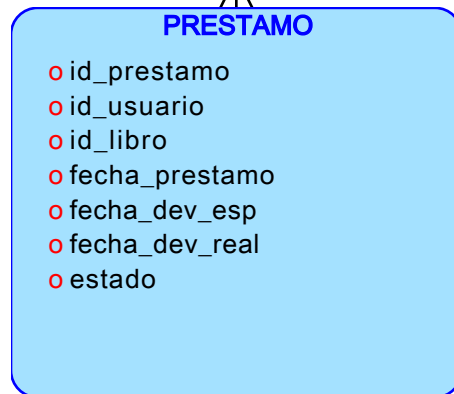 PRESTAMO
o id_prestamo
o id_usuario
o id_libro
o fecha_prestamo
o fecha_dev_esp
o fecha_dev_real
o estado